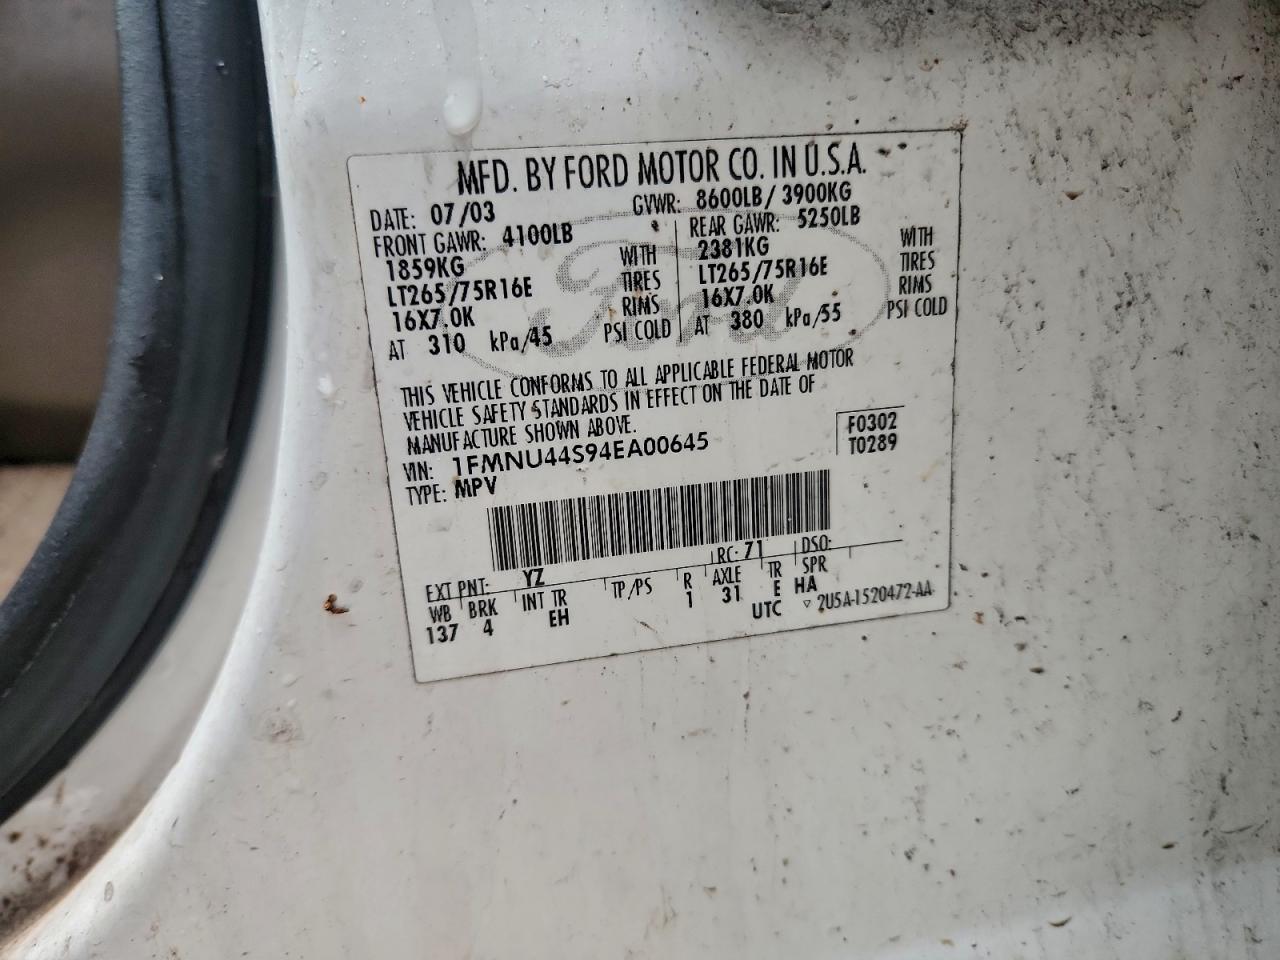 MFD. BY FORD MOTOR CO. IN U.S.A.
DATE: 07/03 GVWR: 8600LB/ 3900KG
FRONT GAWR: 4100LB REAR GAWR: 5250LB
1859KG WITH 2381KG WITH
LT265/75R16E TIRES LT265/75R16E TIRES
16X7.0K RIMS 16X7.0K RIMS
AT 310 kPa/45 PSI COLD AT 380 kPa/55 PSI COLD
Ford
THIS VEHICLE CONFORMS TO ALL APPLICABLE FEDERAL MOTOR
VEHICLE SAFETY STANDARDS IN EFFECT ON THE DATE OF
MANUFACTURE SHOWN ABOVE.
VIN: 1FMNU44S94EA00645
TYPE: MPV
F0302
T0289
EXT PNT: YZ RC: 71 DSO:
WB BRK INT TR TP/PS R AXLE TR SPR
137 4 EH 1 31 E HA
UTC ▽ 2U5A-1520472-AA